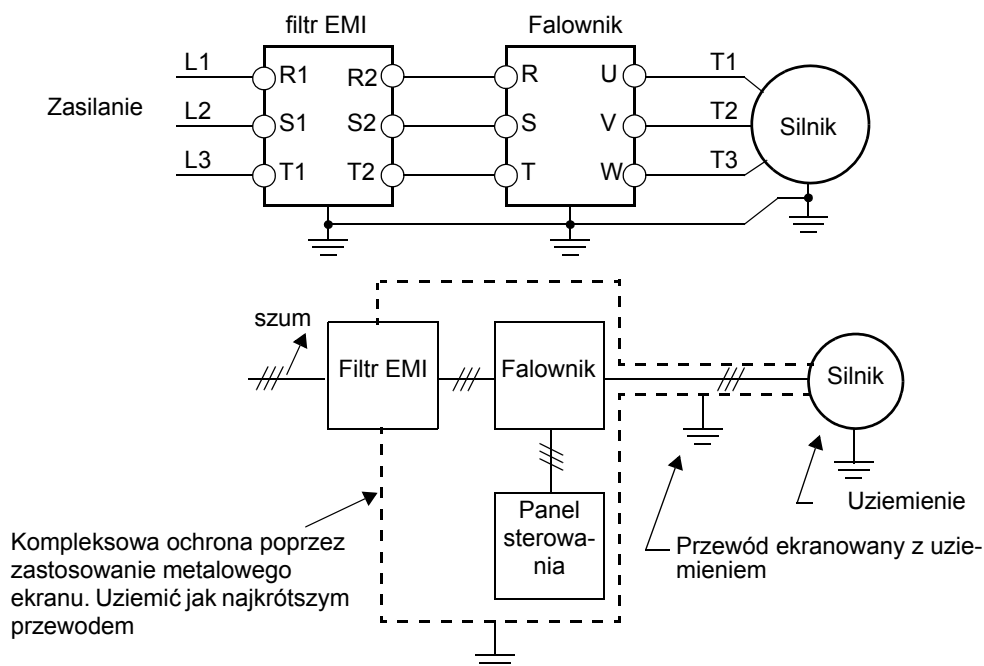 filtr EMI
Falownik
L1
R1
R2
R
U
T1
Zasilanie
L2
S1
S2
S
V
T2
Silnik
L3
T1
T2
T
W
T3
szum
Filtr EMI
Falownik
Silnik
Uziemienie
Panel
sterowa-
nia
Przewód ekranowany z uzie-
mieniem
Kompleksowa ochrona poprzez
zastosowanie metalowego
ekranu. Uziemić jak najkrótszym
przewodem